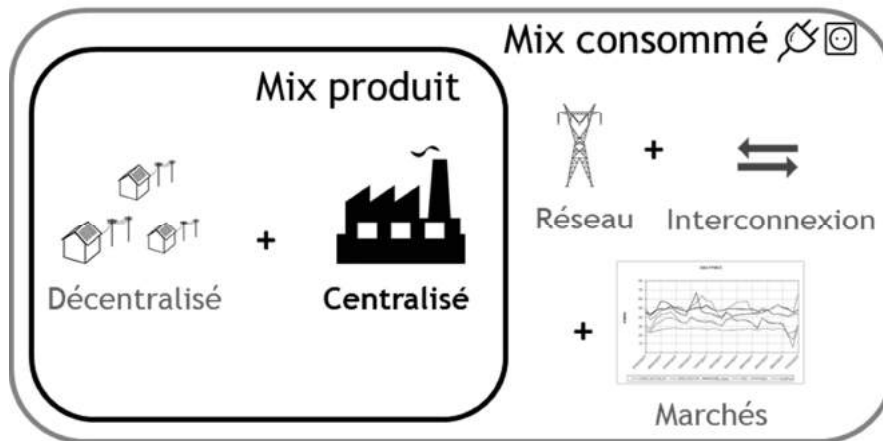 Mix consommé
Mix produit
+
Réseau
Interconnexion
+
Décentralisé
Centralisé
+
Marchés